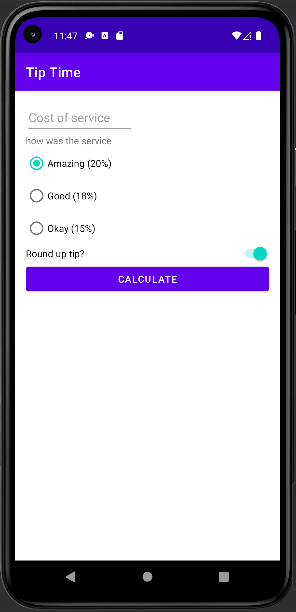 11:47
Tip Time
Cost of service
how was the service
Amazing (20%)
Good (18%)
Okay (15%)
Round up tip?
CALCULATE